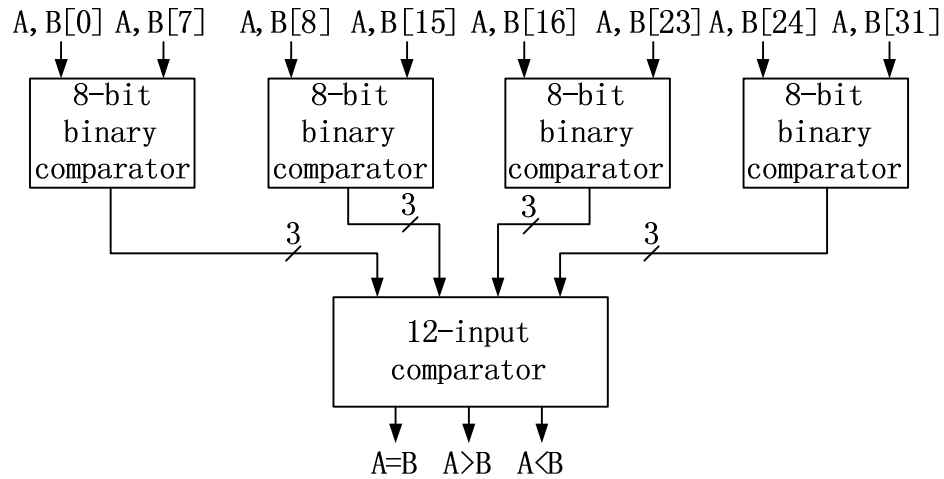 A,B[0] A,B[7] A,B[8] A,B[15] A,B[16] A,B[23] A,B[24] A,B[31]
8-bit binary comparator
8-bit binary comparator
8-bit binary comparator
8-bit binary comparator
3
3
3
3
12-input
comparator
A=B A>B A<B